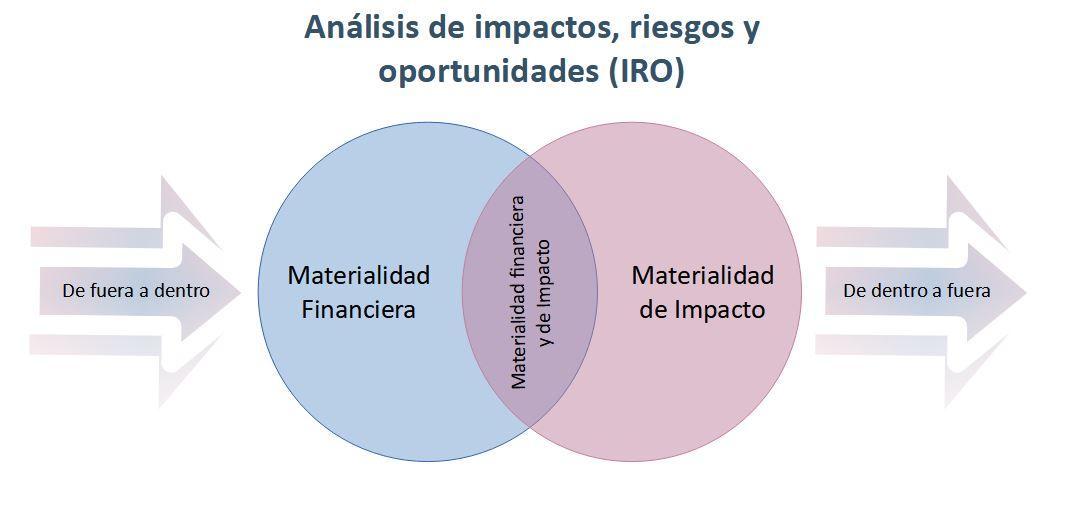 Análisis de impactos, riesgos y
oportunidades (IRO)
De fuera a dentro
Materialidad
Financiera
Materialidad financiera
y de Impacto
Materialidad
de Impacto
De dentro a fuera